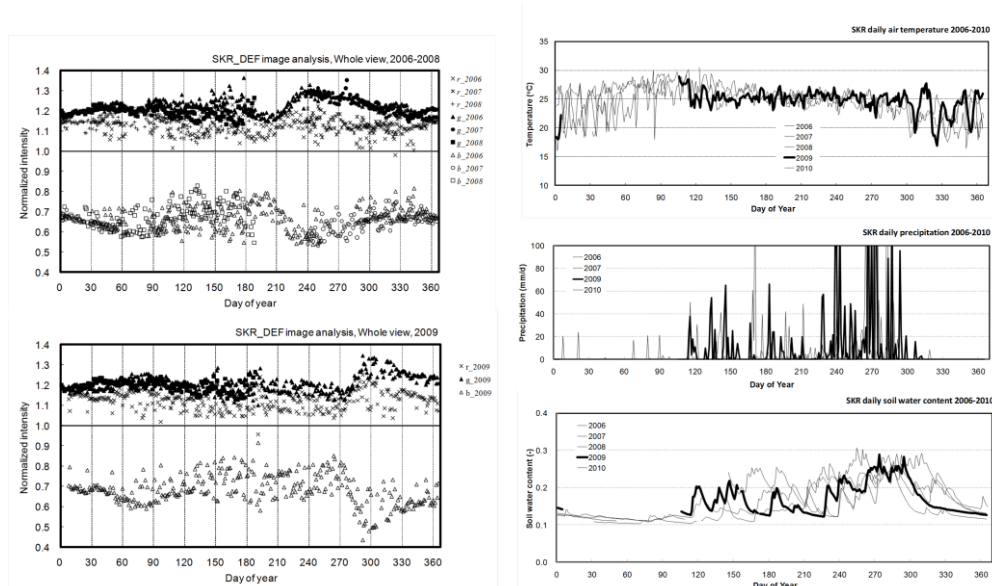 SKR_DEF image analysis, Whole view, 2006-2008
Normalized intensity
1.4
1.3
1.2
1.1
1.0
0.9
0.8
0.7
0.6
0.5
0.4
0 30 60 90 120 150 180 210 240 270 300 330 360
Day of year
r_2006
r_2007
r_2008
g_2006
g_2007
g_2008
b_2006
b_2007
b_2008
SKR_DEF image analysis, Whole view, 2009
Normalized intensity
1.4
1.3
1.2
1.1
1.0
0.9
0.8
0.7
0.6
0.5
0.4
0 30 60 90 120 150 180 210 240 270 300 330 360
Day of year
r_2009
g_2009
b_2009
SKR daily air temperature 2006-2010
Temperature (°C)
35
30
25
20
15
10
2006
2007
2008
2009
2010
0 30 60 90 120 150 180 210 240 270 300 330 360
Day of Year
SKR daily precipitation 2006-2010
Precipitation (mm/d)
100
80
60
40
20
0
2006
2007
2009
2010
0 30 60 90 120 150 180 210 240 270 300 330 360
Day of Year
SKR daily soil water content 2006-2010
Soil water content (-)
0.4
0.3
0.2
0.1
0.0
2006
2007
2008
2009
2010
0 30 60 90 120 150 180 210 240 270 300 330 360
Day of Year